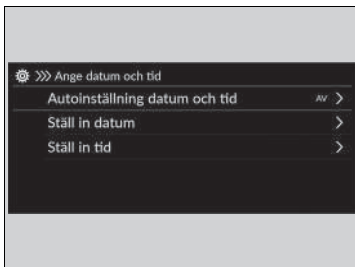 Ange datum och tid
Autoinställning datum och tid AV
Ställ in datum
Ställ in tid